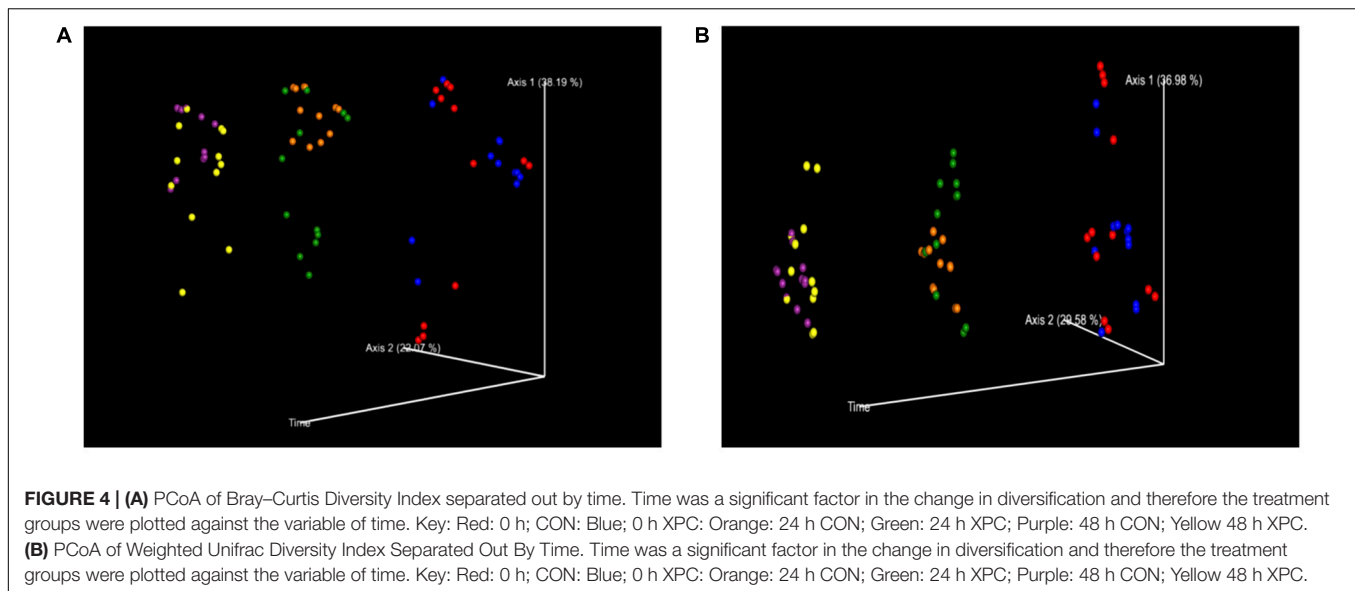 A
Axis 1 (38.19 %)
Axis 2 (22.07 %)
Time
B
Axis 1 (36.98 %)
Axis 2 (29.58 %)
Time
FIGURE 4 | (A) PCoA of Bray–Curtis Diversity Index separated out by time. Time was a significant factor in the change in diversification and therefore the treatment
groups were plotted against the variable of time. Key: Red: 0 h; CON: Blue; 0 h XPC: Orange: 24 h CON; Green: 24 h XPC; Purple: 48 h CON; Yellow 48 h XPC.
(B) PCoA of Weighted Unifrac Diversity Index Separated Out By Time. Time was a significant factor in the change in diversification and therefore the treatment
groups were plotted against the variable of time. Key: Red: 0 h; CON: Blue; 0 h XPC: Orange: 24 h CON; Green: 24 h XPC; Purple: 48 h CON; Yellow 48 h XPC.